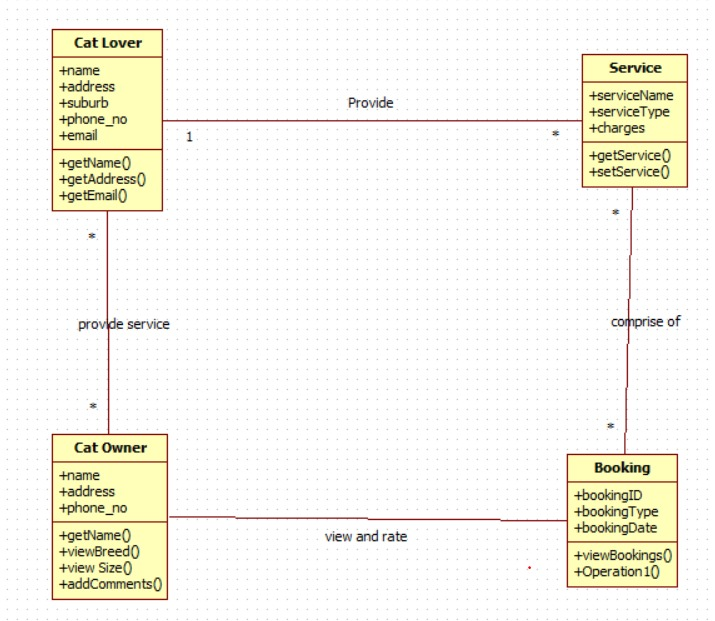 Cat Lover
+name
+address
+suburb
+phone_no
+email
+getName()
+getAddress()
+getEmail()
Provide
1
*
Service
+serviceName
+serviceType
+charges
+getService()
+setService()
*
*
provide service
comprise of
*
*
Cat Owner
+name
+address
+phone_no
+getName()
+viewBreed()
+view Size()
+addComments()
view and rate
Booking
+bookingID
+bookingType
+bookingDate
+viewBookings()
+Operation1()